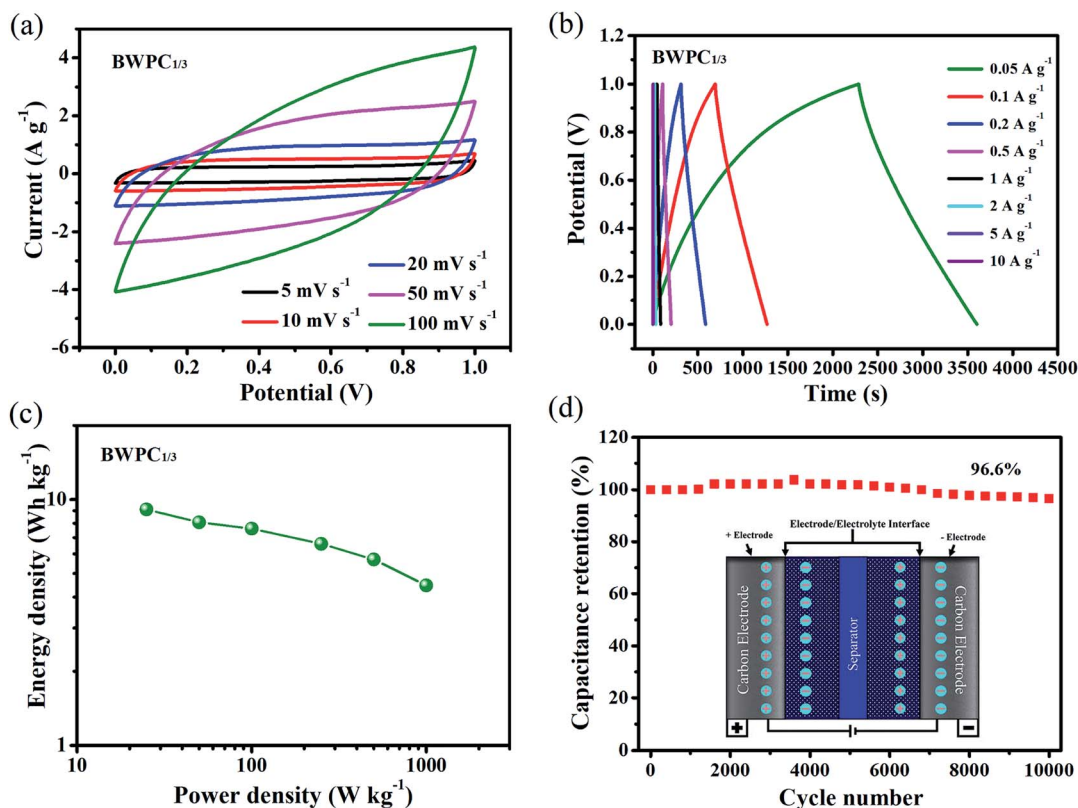 (a)
BWPC1/3
Current (A g-1)
4
2
0
-2
-4
-6
0.0 0.2 0.4 0.6 0.8 1.0
Potential (V)
20 mV s-1
5 mV s-1
50 mV s-1
10 mV s-1
100 mV s-1
(b)
BWPC1/3
Potential (V)
1.2
1.0
0.8
0.6
0.4
0.2
0.0
0 500 1000 1500 2000 2500 3000 3500 4000 4500
Time (s)
0.05 A g-1
0.1 A g-1
0.2 A g-1
0.5 A g-1
1 A g-1
2 A g-1
5 A g-1
10 A g-1
(c)
BWPC1/3
Energy density (Wh kg-1)
10
1
10 100 1000
Power density (W kg-1)
(d)
Capacitance retention (%)
120
100
80
60
40
20
0
96.6%
Electrode/Electrolyte Interface
+ Electrode
- Electrode
Carbon Electrode
Separator
Carbon Electrode
+
-
0 2000 4000 6000 8000 10000
Cycle number